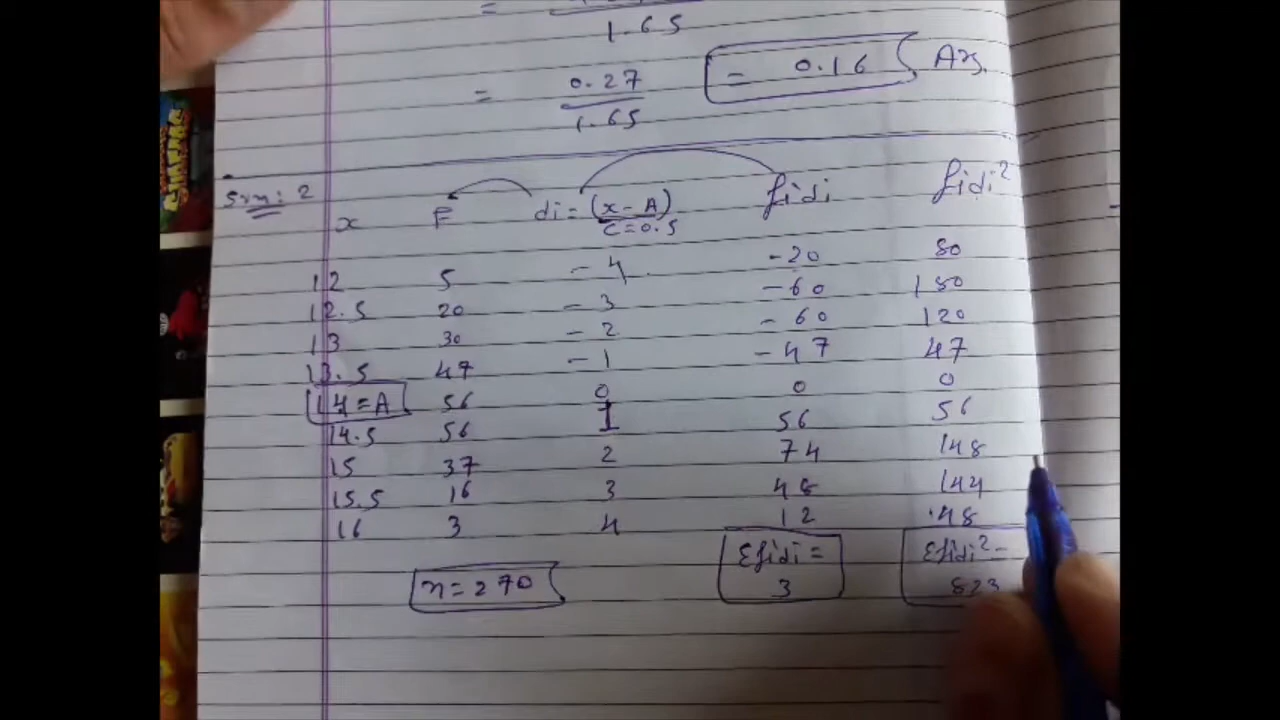 =
1.65
= 0.27 / 1.65 = 0.16 Ans.
Sum: 2
x F di = (x - A) / C = 0.5 fidi fidi²
12 5 -4 -20 80
12.5 20 -3 -60 180
13 30 -2 -60 120
13.5 47 -1 -47 47
14 = A 56 0 0 0
14.5 56 1 56 56
15 37 2 74 148
15.5 16 3 48 144
16 3 4 12 48
n = 270 Σfidi = 3 Σfidi² = 823